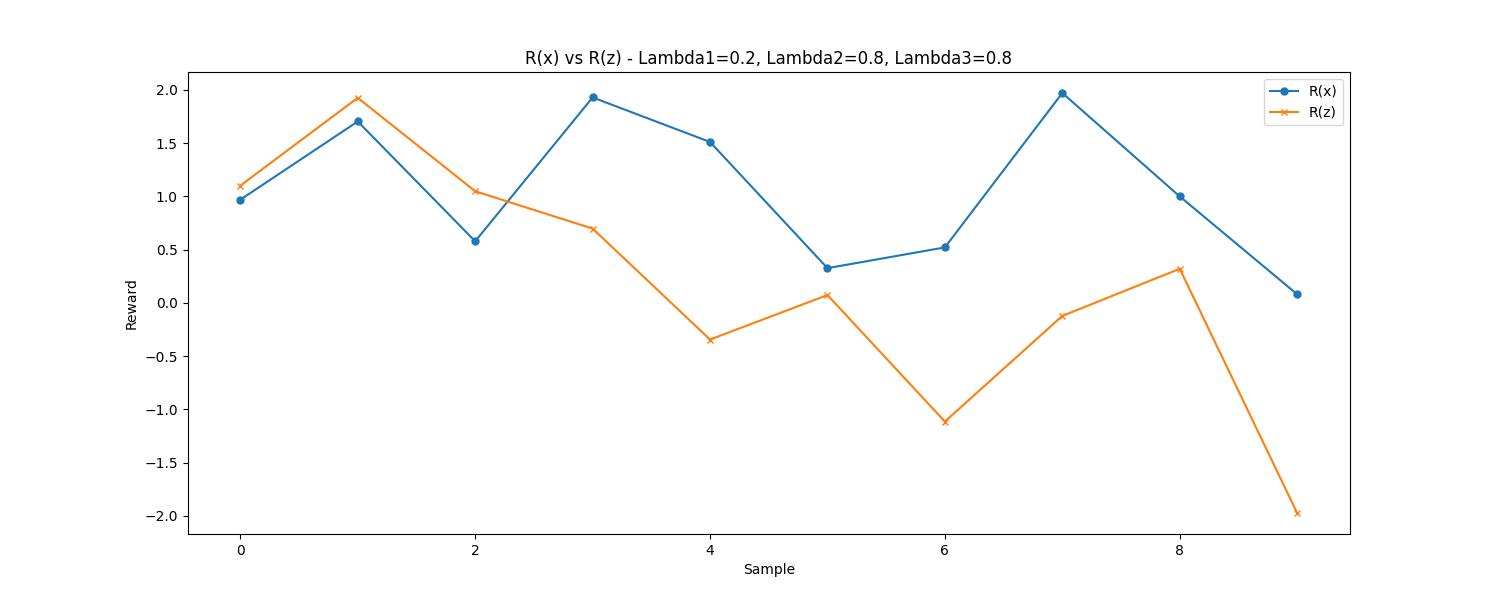 R(x) vs R(z) - Lambda1=0.2, Lambda2=0.8, Lambda3=0.8
R(x)
R(z)
Reward
2.0
1.5
1.0
0.5
0.0
−0.5
−1.0
−1.5
−2.0
0 2 4 6 8
Sample